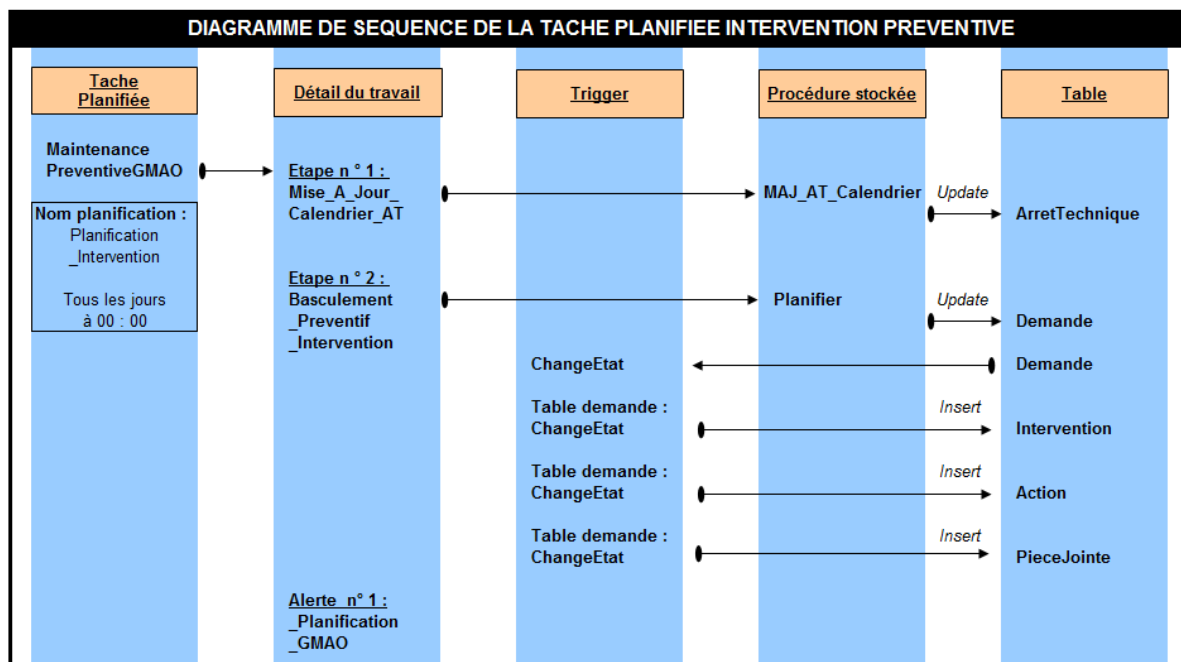 DIAGRAMME DE SEQUENCE DE LA TACHE PLANIFIEE INTERVENTION PREVENTIVE
Tache
Planifiée
Détail du travail
Trigger
Procédure stockée
Table
Maintenance
PreventiveGMAO
Nom planification :
Planification
_Intervention
Tous les jours
à 00 : 00
Etape n ° 1 :
Mise_A_Jour_
Calendrier_AT
MAJ_AT_Calendrier
Update
ArretTechnique
Etape n ° 2 :
Basculement
_Preventif
_Intervention
Planifier
Update
Demande
ChangeEtat
Demande
Table demande :
ChangeEtat
Insert
Intervention
Table demande :
ChangeEtat
Insert
Action
Table demande :
ChangeEtat
Insert
PieceJointe
Alerte n° 1 :
_Planification
_GMAO